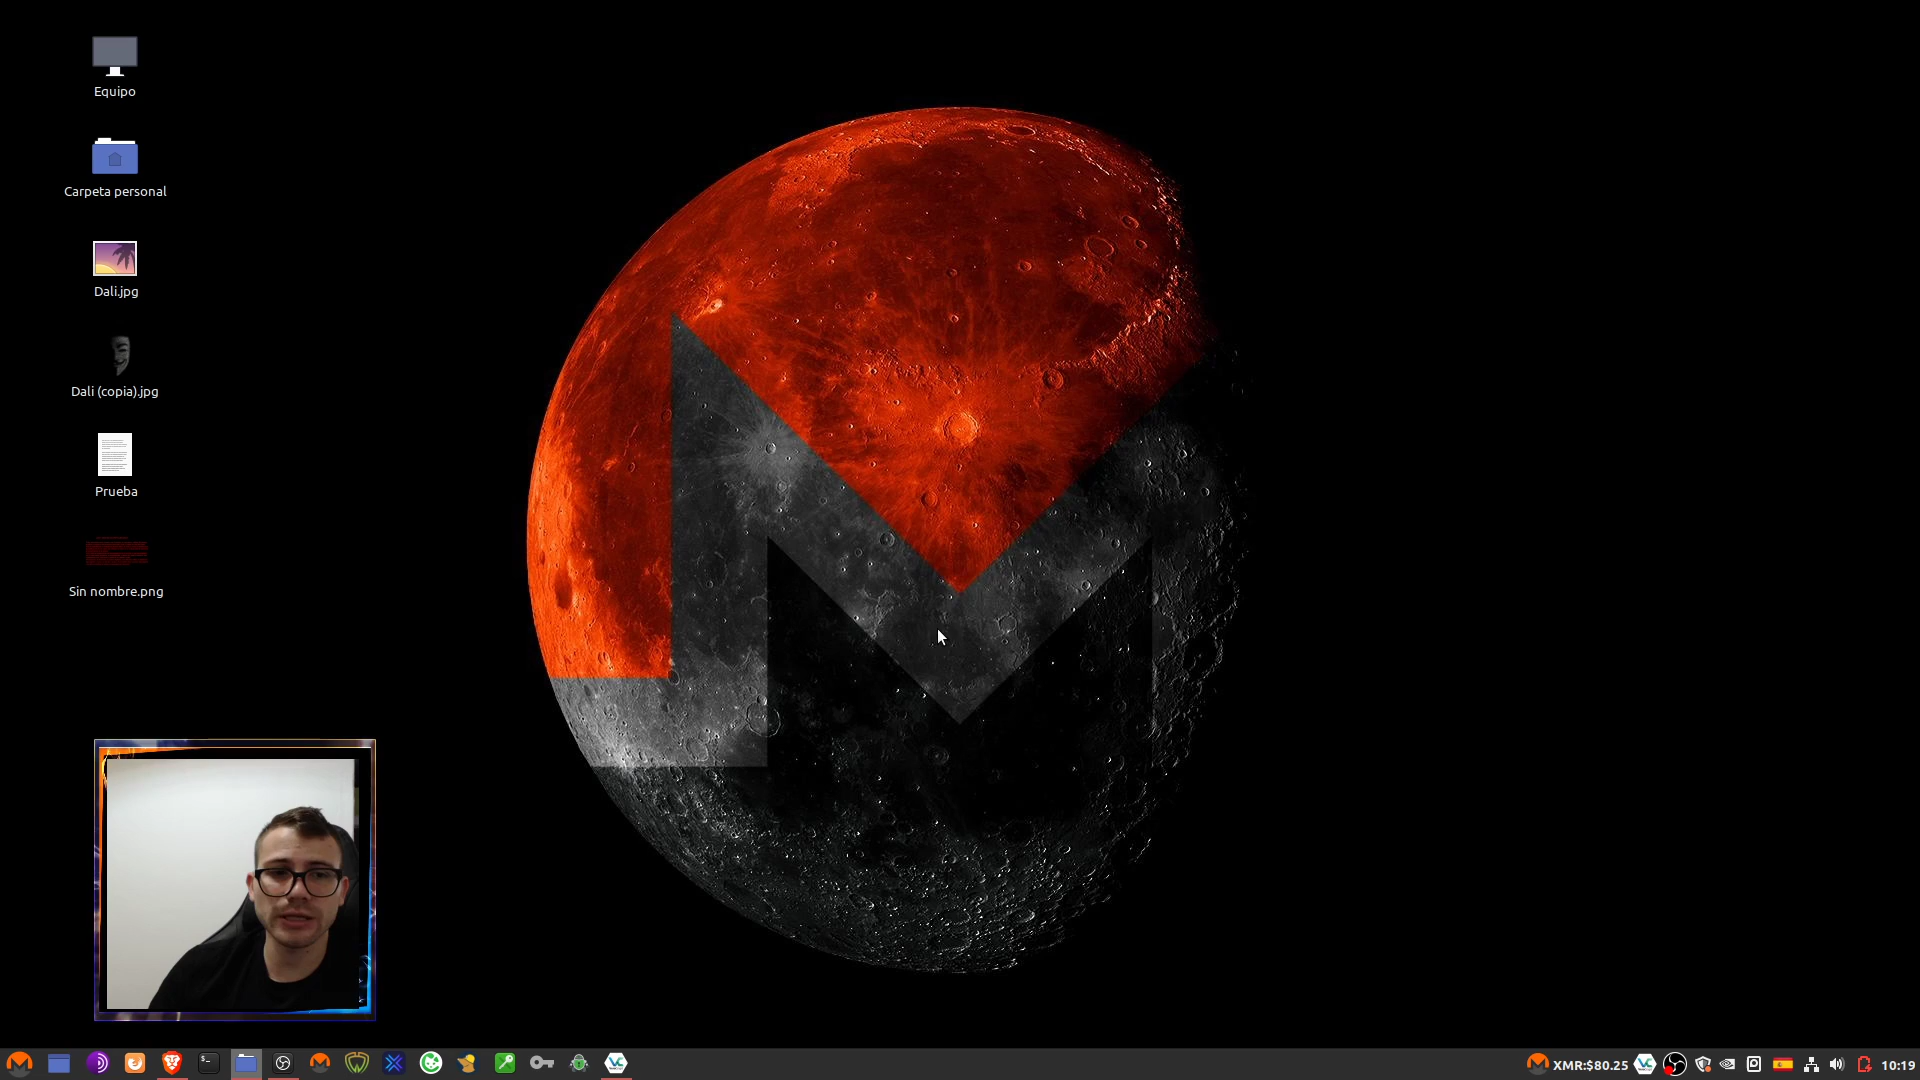 Equipo
Carpeta personal
Dali.jpg
Dali (copia).jpg
Prueba
Sin nombre.png
XMR:$80.25
10:19